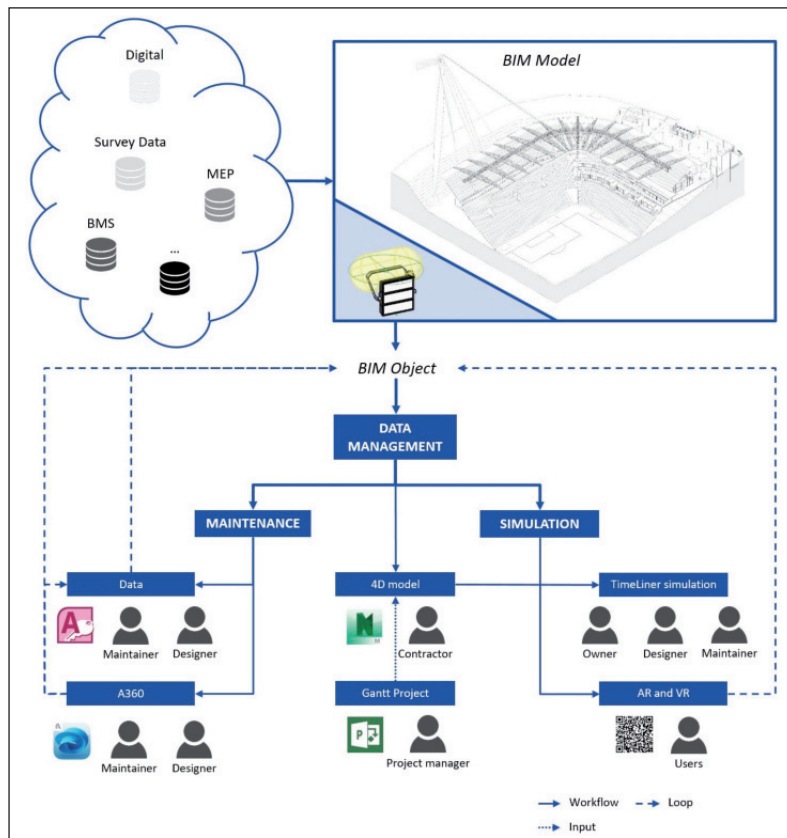 Digital
Survey Data
MEP
BMS
...
BIM Model
BIM Object
DATA
MANAGEMENT
MAINTENANCE
SIMULATION
Data
4D model
TimeLiner simulation
A
Maintainer
Designer
N
M
Contractor
Owner
Designer
Maintainer
A360
Gantt Project
AR and VR
A
Maintainer
Designer
P
Project manager
Users
Workflow
Loop
Input